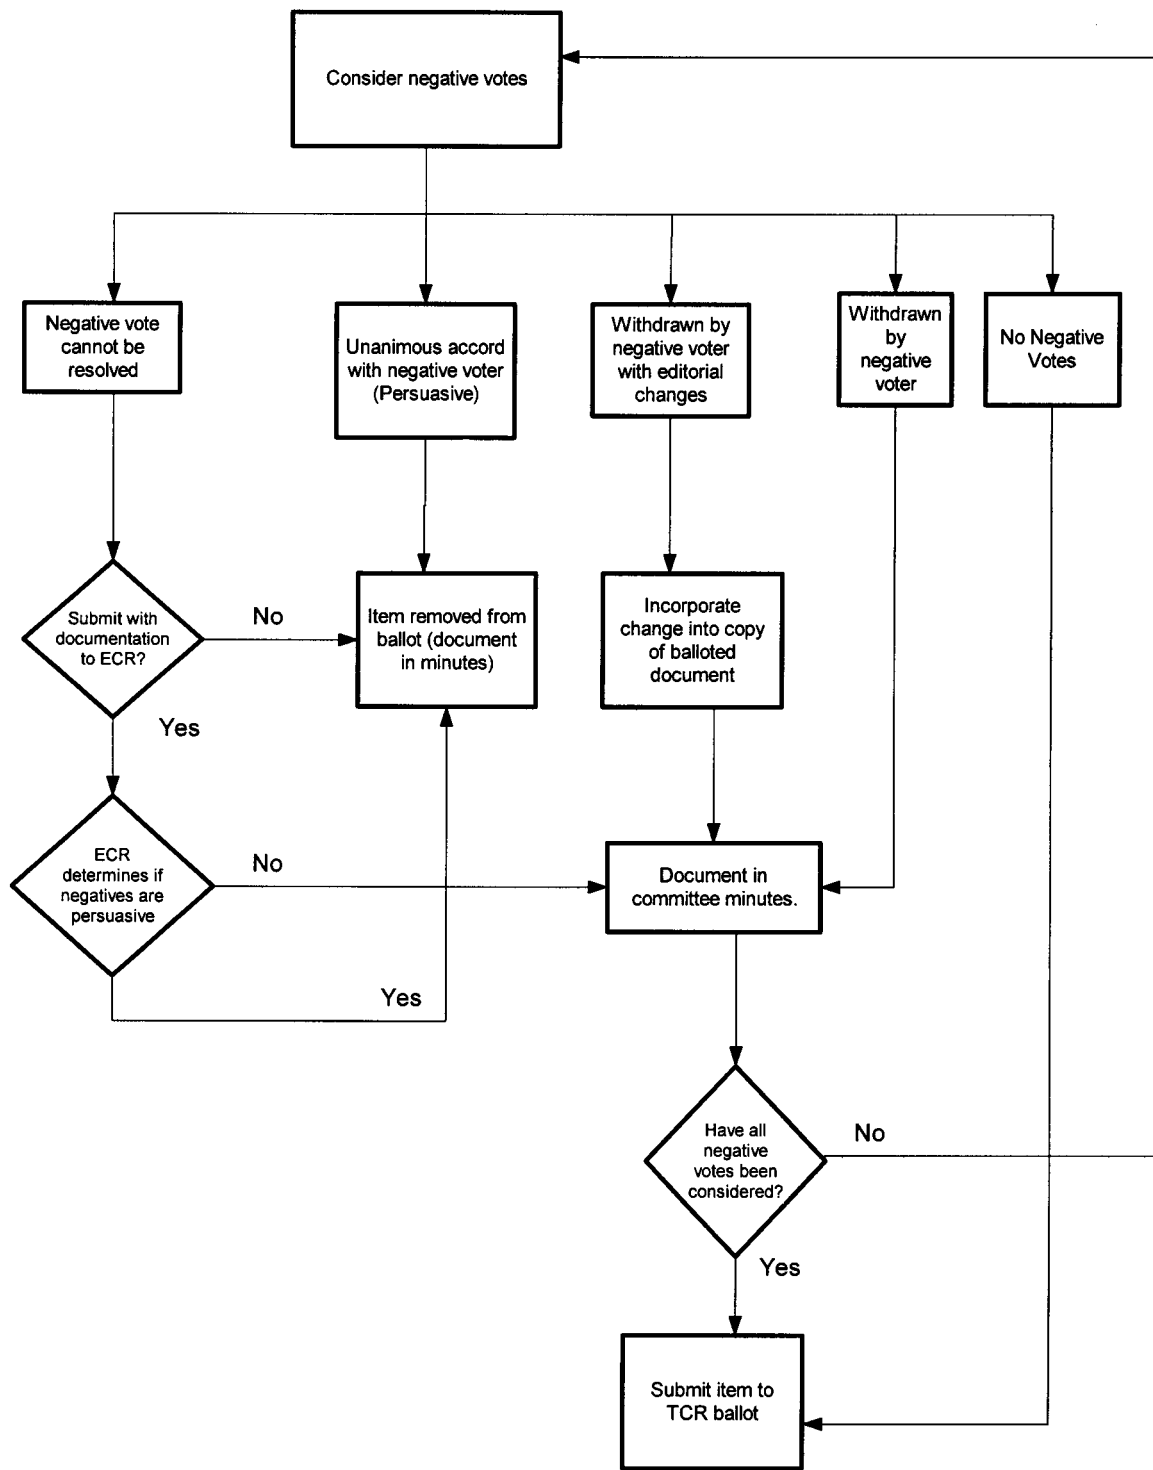 Consider negative votes
Negative vote
cannot be
resolved
Unanimous accord
with negative voter
(Persuasive)
Withdrawn by
negative voter
with editorial
changes
Withdrawn
by
negative
voter
No Negative
Votes
Submit with
documentation
to ECR?
No
Item removed from
ballot (document
in minutes)
Incorporate
change into copy
of balloted
document
Yes
ECR
determines if
negatives are
persuasive
No
Document in
committee minutes.
Yes
Have all
negative
votes been
considered?
No
Yes
Submit item to
TCR ballot